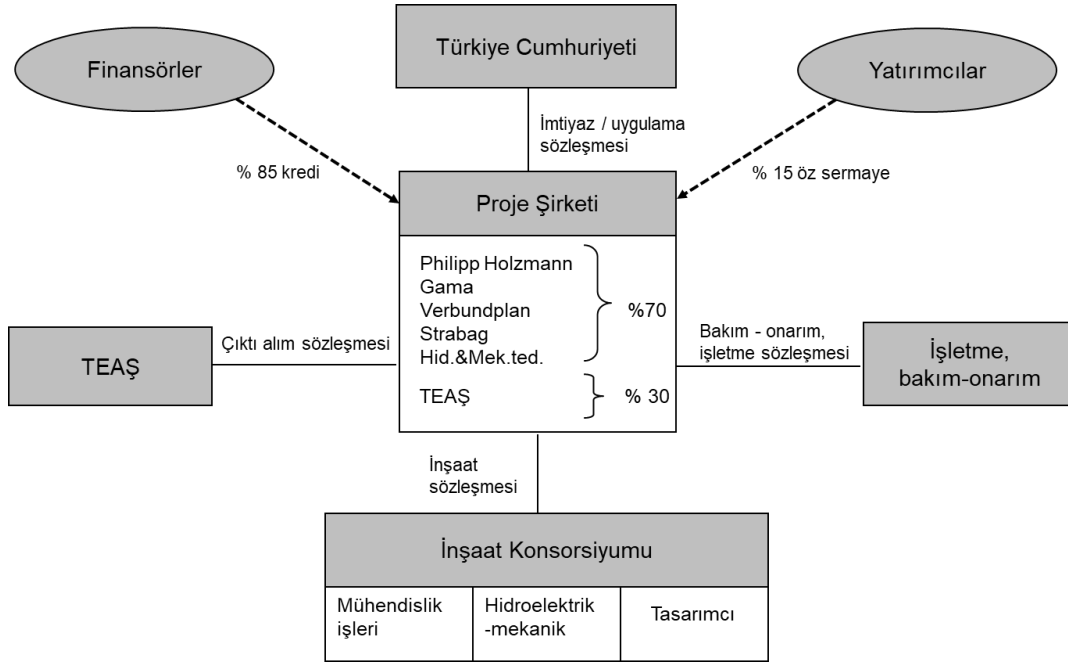 Finansörler
Türkiye Cumhuriyeti
Yatırımcılar
% 85 kredi
İmtiyaz / uygulama
sözleşmesi
% 15 öz sermaye
Proje Şirketi
Philipp Holzmann
Gama
Verbundplan
Strabag
Hid.&Mek.ted.
%70
TEAŞ
% 30
TEAŞ
Çıktı alım sözleşmesi
Bakım - onarım,
işletme sözleşmesi
İşletme,
bakım-onarım
İnşaat
sözleşmesi
İnşaat Konsorsiyumu
Mühendislik
işleri
Hidroelektrik
-mekanik
Tasarımcı